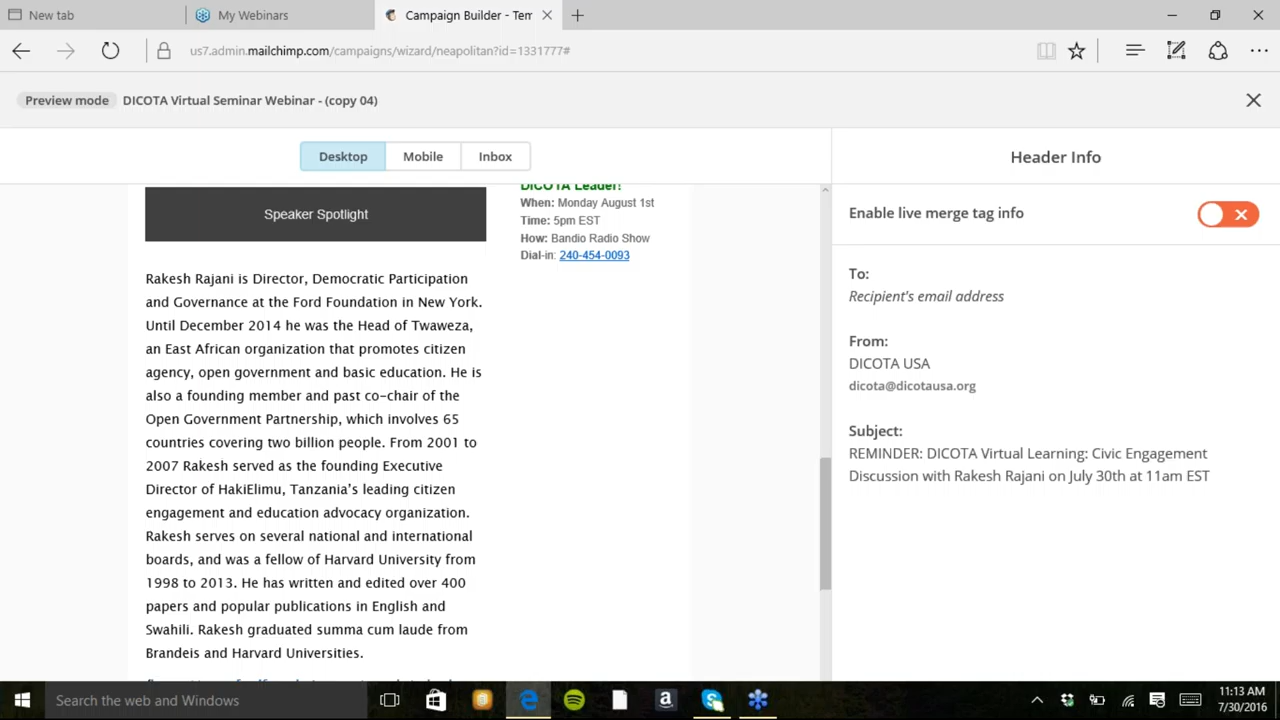 New tab
My Webinars
Campaign Builder - Tem
us7.admin.mailchimp.com/campaigns/wizard/neapolitan?id=1331777#
Preview mode DICOTA Virtual Seminar Webinar - (copy 04)
Desktop
Mobile
Inbox
Speaker Spotlight
Rakesh Rajani is Director, Democratic Participation
and Governance at the Ford Foundation in New York.
Until December 2014 he was the Head of Twaweza,
an East African organization that promotes citizen
agency, open government and basic education. He is
also a founding member and past co-chair of the
Open Government Partnership, which involves 65
countries covering two billion people. From 2001 to
2007 Rakesh served as the founding Executive
Director of HakiElimu, Tanzania's leading citizen
engagement and education advocacy organization.
Rakesh serves on several national and international
boards, and was a fellow of Harvard University from
1998 to 2013. He has written and edited over 400
papers and popular publications in English and
Swahili. Rakesh graduated summa cum laude from
Brandeis and Harvard Universities.
DICOTA Leader!
When: Monday August 1st
Time: 5pm EST
How: Bandio Radio Show
Dial-in: 240-454-0093
Header Info
Enable live merge tag info
To:
Recipient's email address
From:
DICOTA USA
dicota@dicotausa.org
Subject:
REMINDER: DICOTA Virtual Learning: Civic Engagement
Discussion with Rakesh Rajani on July 30th at 11am EST
Search the web and Windows
11:13 AM
7/30/2016